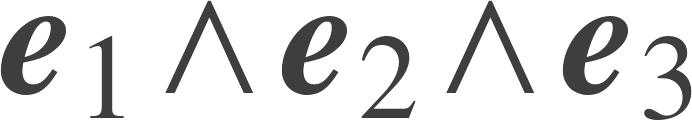 e₁ ∧ e₂ ∧ e₃